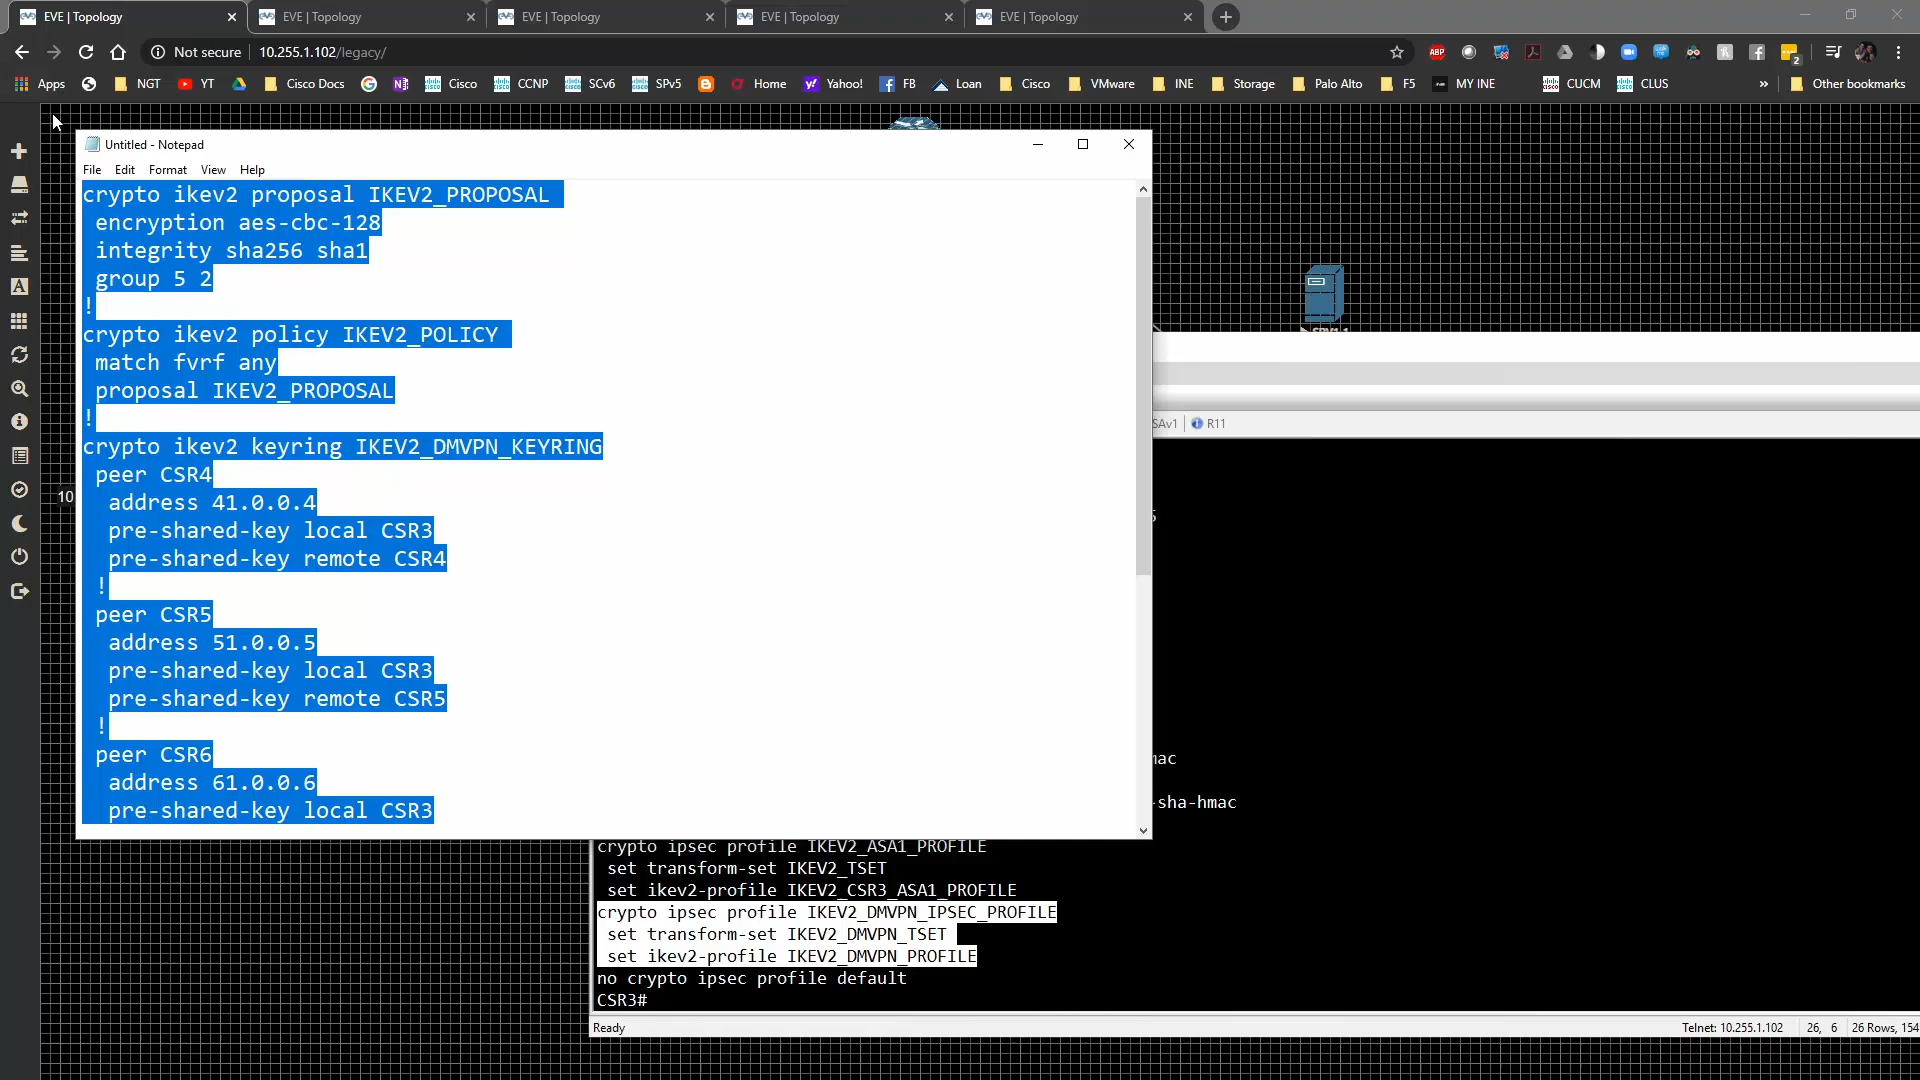 EVE | Topology
EVE | Topology
EVE | Topology
EVE | Topology
EVE | Topology
Not secure
10.255.1.102/legacy/
ABP
2
Apps
NGT
YT
Cisco Docs
Cisco
CCNP
SCv6
SPv5
Home
Yahoo!
FB
Loan
Cisco
VMware
INE
Storage
Palo Alto
F5
MY INE
CUCM
CLUS
»
Other bookmarks
Untitled - Notepad
File Edit Format View Help
crypto ikev2 proposal IKEV2_PROPOSAL
encryption aes-cbc-128
integrity sha256 sha1
group 5 2
!
crypto ikev2 policy IKEV2_POLICY
match fvrf any
proposal IKEV2_PROPOSAL
!
crypto ikev2 keyring IKEV2_DMVPN_KEYRING
peer CSR4
address 41.0.0.4
pre-shared-key local CSR3
pre-shared-key remote CSR4
!
peer CSR5
address 51.0.0.5
pre-shared-key local CSR3
pre-shared-key remote CSR5
!
peer CSR6
address 61.0.0.6
pre-shared-key local CSR3
10
SAv1
R11
mac
-sha-hmac
crypto ipsec profile IKEV2_ASA1_PROFILE
set transform-set IKEV2_TSET
set ikev2-profile IKEV2_CSR3_ASA1_PROFILE
crypto ipsec profile IKEV2_DMVPN_IPSEC_PROFILE
set transform-set IKEV2_DMVPN_TSET
set ikev2-profile IKEV2_DMVPN_PROFILE
no crypto ipsec profile default
CSR3#
Ready
Telnet: 10.255.1.102
26, 6
26 Rows, 154